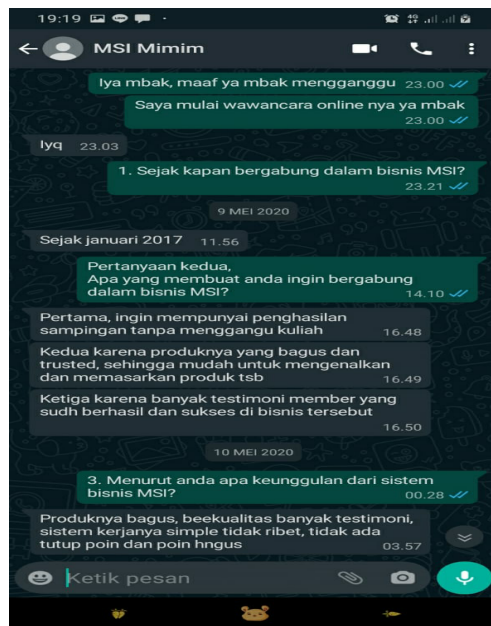 19:19
MSI Mimim
Iya mbak, maaf ya mbak mengganggu 23.00
Saya mulai wawancara online nya ya mbak
23.00
Iyq 23.03
1. Sejak kapan bergabung dalam bisnis MSI?
23.21
9 MEI 2020
Sejak januari 2017 11.56
Pertanyaan kedua,
Apa yang membuat anda ingin bergabung
dalam bisnis MSI? 14.10
Pertama, ingin mempunyai penghasilan
sampingan tanpa menggangu kuliah 16.48
Kedua karena produknya yang bagus dan
trusted, sehingga mudah untuk mengenalkan
dan memasarkan produk tsb 16.49
Ketiga karena banyak testimoni member yang
sudh berhasil dan sukses di bisnis tersebut
16.50
10 MEI 2020
3. Menurut anda apa keunggulan dari sistem
bisnis MSI? 00.28
Produknya bagus, beekualitas banyak testimoni,
sistem kerjanya simple tidak ribet, tidak ada
tutup poin dan poin hngus 03.57
Ketik pesan